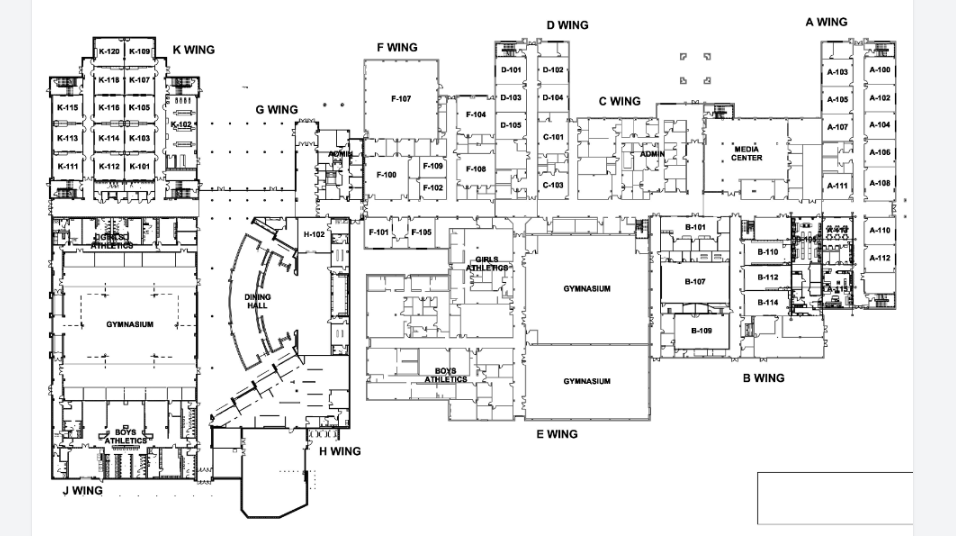 A WING
D WING
K WING
F WING
K-120 K-109
K-107
D-101 D-102
A-103 A-100
F-107
C WING
G WING
K-115
K-105
K-102
D-103 D-104
A-105 A-102
F-104
D-105
C-101
A-107 A-104
K-113 K-114 K-103
ADMIN
ADMIN
MEDIA
CENTER
A-106
K-111 K-112 K-101
F-100
F-109
F-102
C-103
A-111 A-108
H-102
F-101 F-105
B-101
A-110
GIRLS
ATHLETICS
GIRLS
ATHLETICS
B-110
A-112
B-107
B-112
GYMNASIUM
DINING
HALL
B-114
GYMNASIUM
B-109
BOYS
ATHLETICS
GYMNASIUM
B WING
BOYS
ATHLETICS
E WING
H WING
J WING